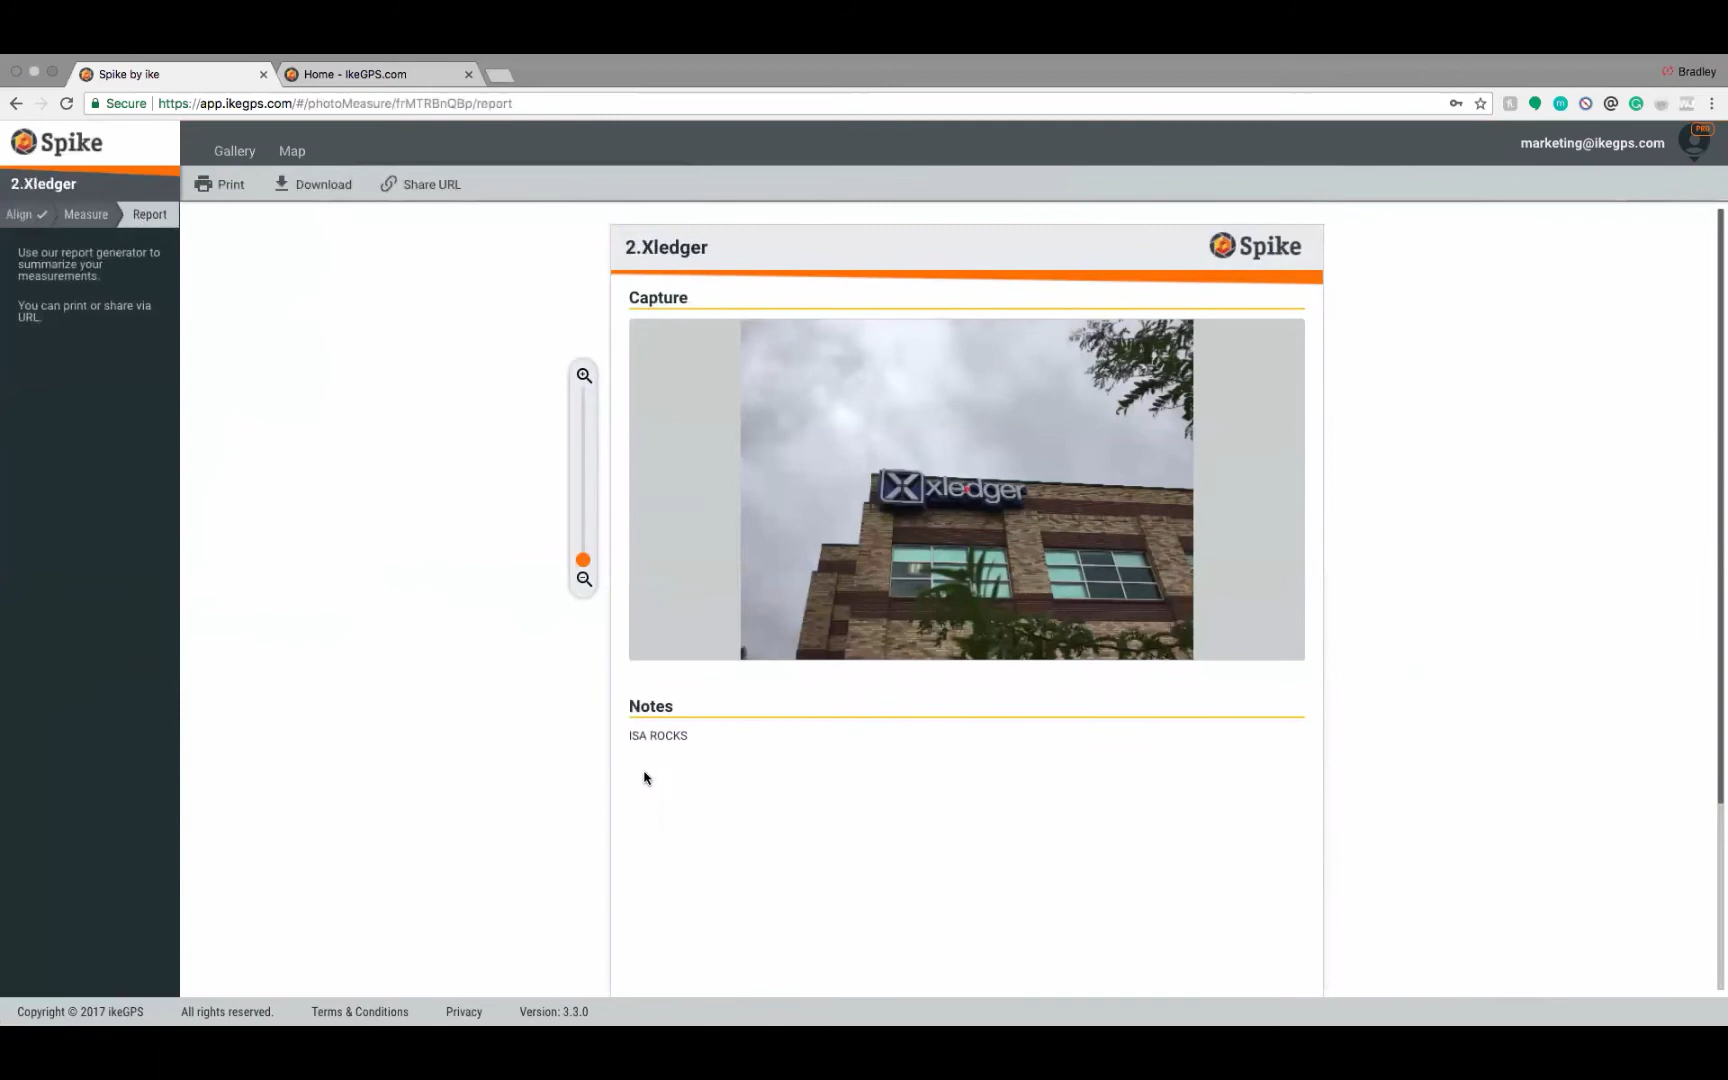 Spike by ike
Home - IkeGPS.com
Bradley
Secure https://app.ikegps.com/#/photoMeasure/frMTRBnQBp/report
Spike
Gallery Map
marketing@ikegps.com
PRO
2.Xledger
Print Download Share URL
Align Measure Report
Use our report generator to
summarize your
measurements.
You can print or share via
URL.
2.Xledger
Spike
Capture
xledger
Notes
ISA ROCKS
Copyright © 2017 ikeGPS All rights reserved. Terms & Conditions Privacy Version: 3.3.0